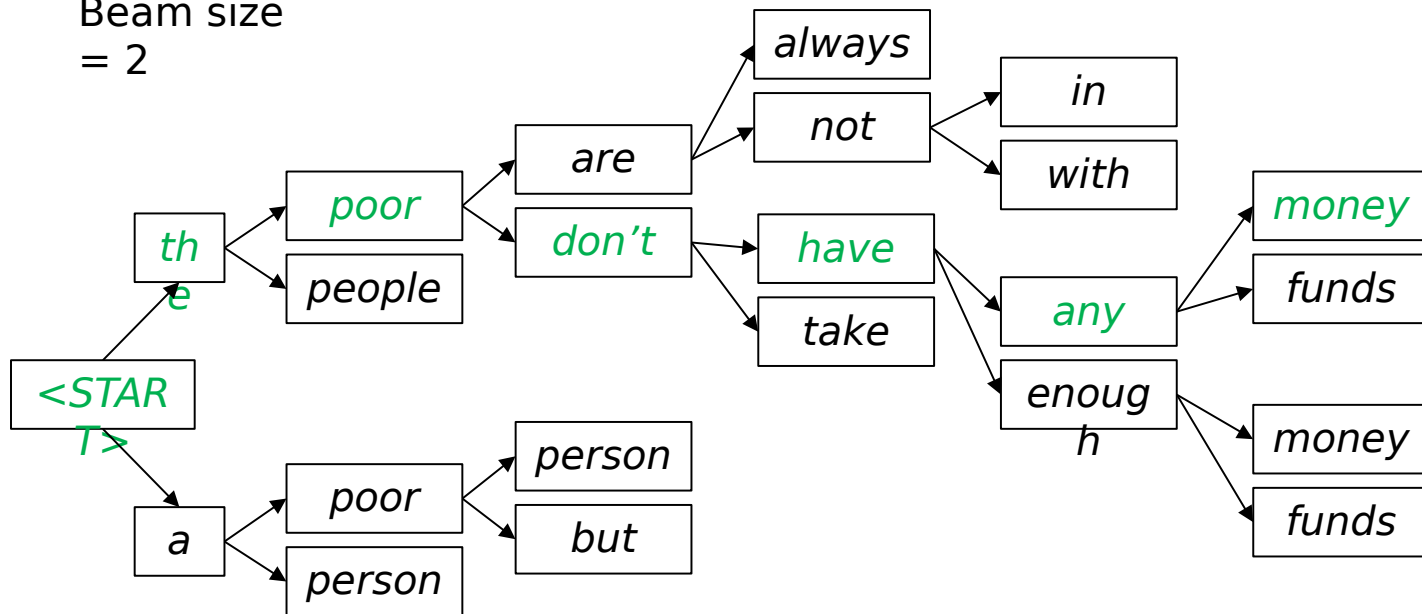 Beam size
= 2
always
in
not
are
with
poor
money
don't
the
have
people
funds
any
take
<STAR
T>
enoug
h
person
money
poor
funds
a
but
person